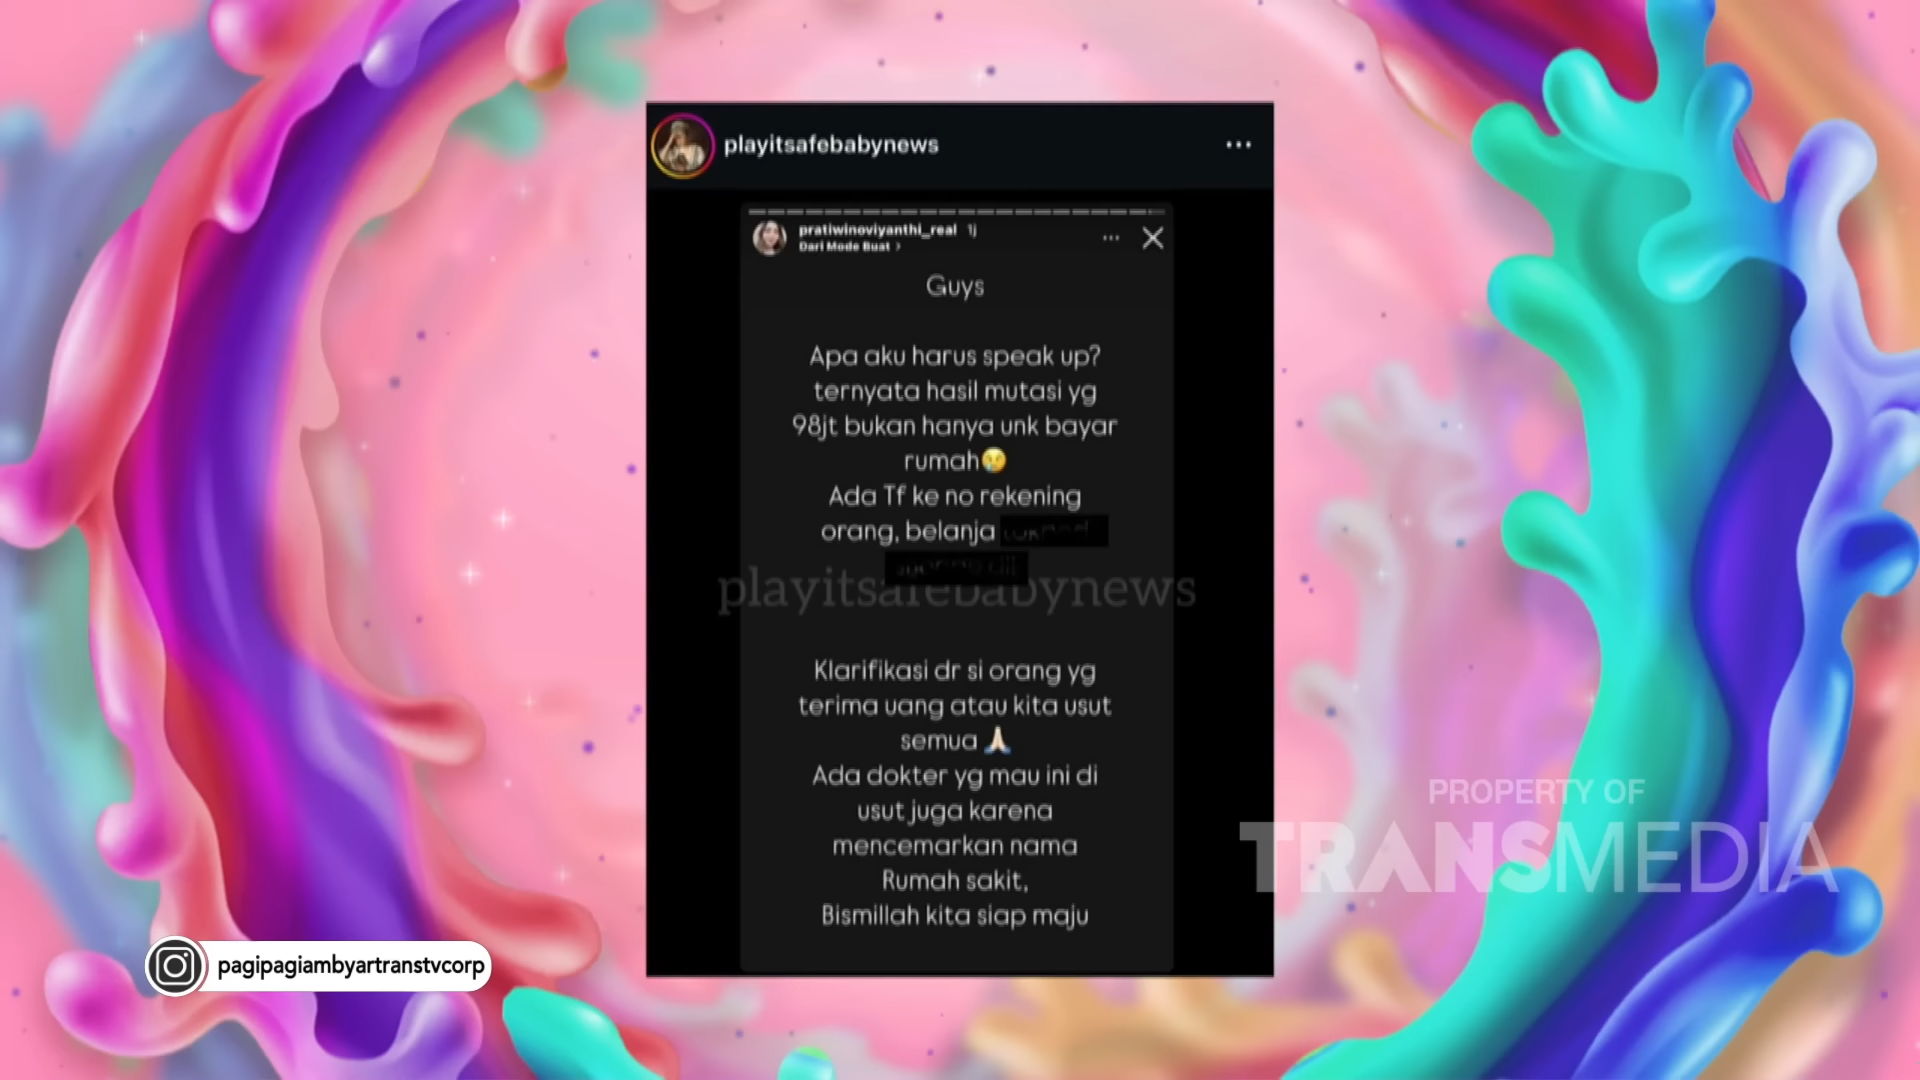 playitsafebabynews
pratiwinoviyanthi_real 1j
Dari Mode Buat >
Guys
Apa aku harus speak up?
ternyata hasil mutasi yg
98jt bukan hanya unk bayar
rumah😢
Ada Tf ke no rekening
orang, belanja
playitsafebabynews
Klarifikasi dr si orang yg
terima uang atau kita usut
semua 🙏🏻
Ada dokter yg mau ini di
usut juga karena
mencemarkan nama
Rumah sakit,
Bismillah kita siap maju
PROPERTY OF
TRANSMEDIA
pagipagiambyartranstvcorp